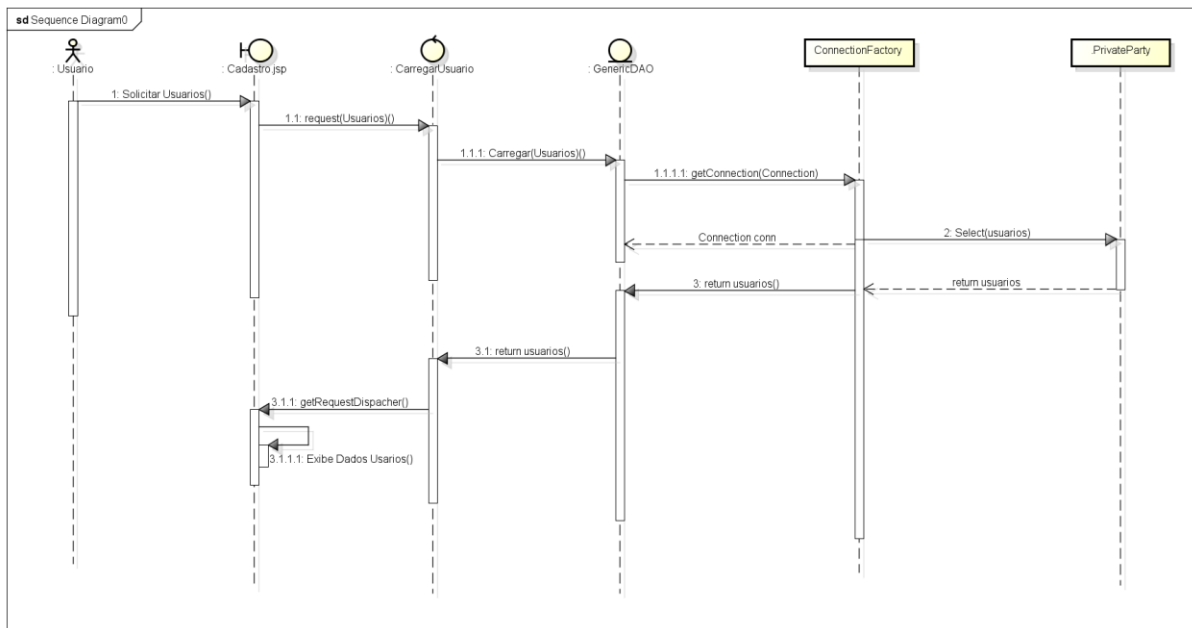 sd Sequence Diagram0
: Usuario
: Cadastro.jsp
: CarregarUsuario
: GenericDAO
ConnectionFactory
.PrivateParty
1: Solicitar Usuarios()
1.1: request(Usuarios)()
1.1.1: Carregar(Usuarios)()
1.1.1.1: getConnection(Connection)
Connection conn
2: Select(usuarios)
3: return usuarios()
return usuarios
3.1: return usuarios()
3.1.1: getRequestDispacher()
3.1.1.1: Exibe Dados Usarios()